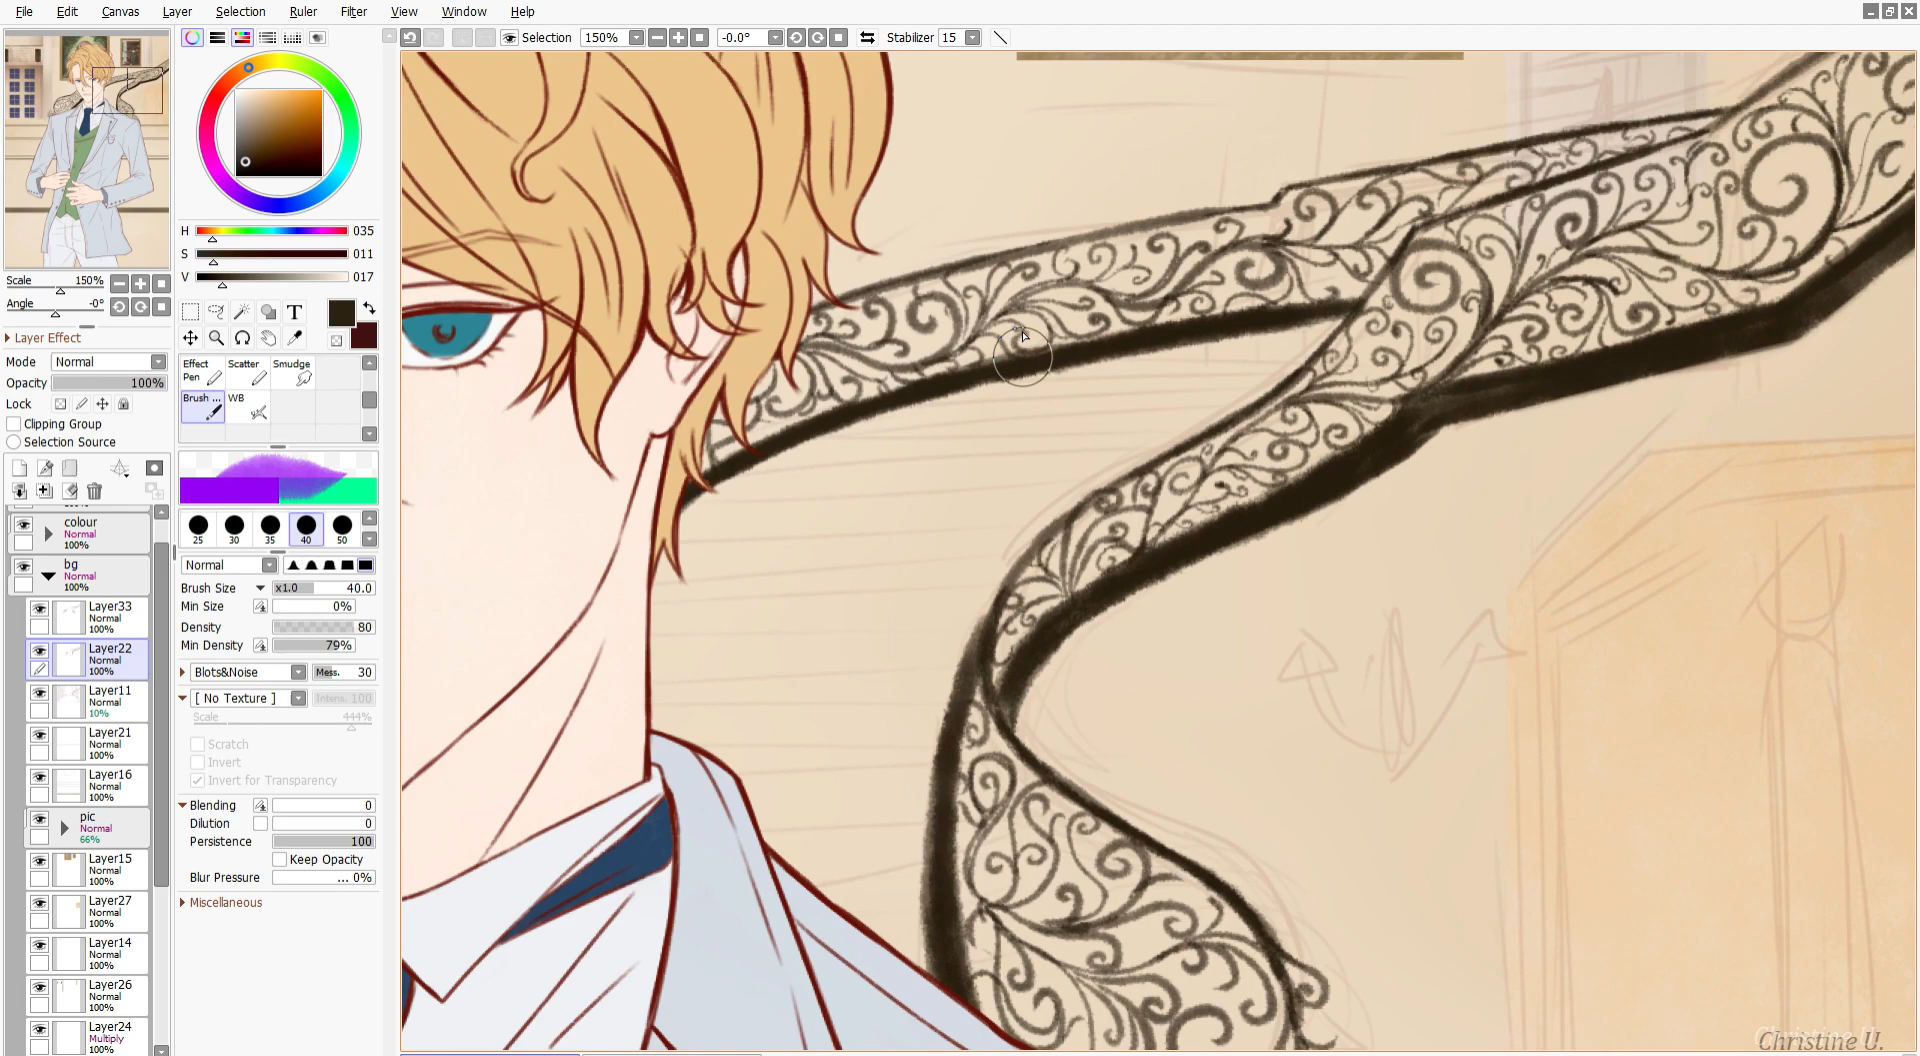 File Edit Canvas Layer Selection Ruler Filter View Window Help
Selection 150% -0.0° Stabilizer 15
H 035
S 011
V 017
Scale 150%
Angle -0°
T
Layer Effect
Mode Normal
Opacity 100%
Lock
Clipping Group
Selection Source
Effect Pen Scatter Smudge
Brush ... WB
25 30 35 40 50
Normal
Brush Size x1.0 40.0
Min Size 0%
Density 80
Min Density 79%
Blots&Noise Mess. 30
[ No Texture ] Intens. 100
Scale 444%
Scratch
Invert
Invert for Transparency
Blending 0
Dilution 0
Persistence 100
Keep Opacity
Blur Pressure ... 0%
Miscellaneous
colour
Normal
100%
bg
Normal
100%
Layer33
Normal
100%
Layer22
Normal
100%
Layer11
Normal
10%
Layer21
Normal
100%
Layer16
Normal
100%
pic
Normal
66%
Layer15
Normal
100%
Layer27
Normal
100%
Layer14
Normal
100%
Layer26
Normal
100%
Layer24
Multiply
100%
Christine U.